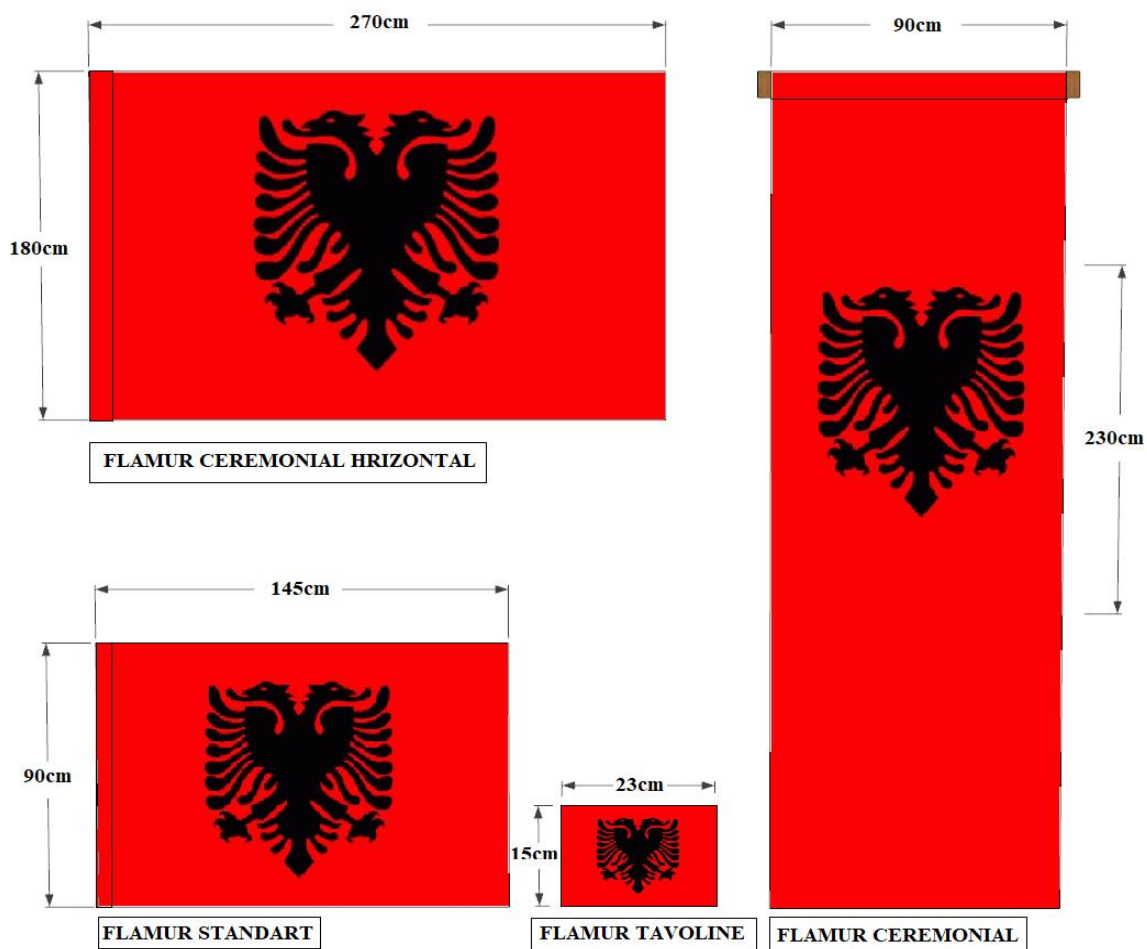 270cm
90cm
180cm
230cm
FLAMUR CEREMONIAL HRIZONTAL
145cm
90cm
23cm
15cm
FLAMUR STANDART
FLAMUR TAVOLINE
FLAMUR CEREMONIAL